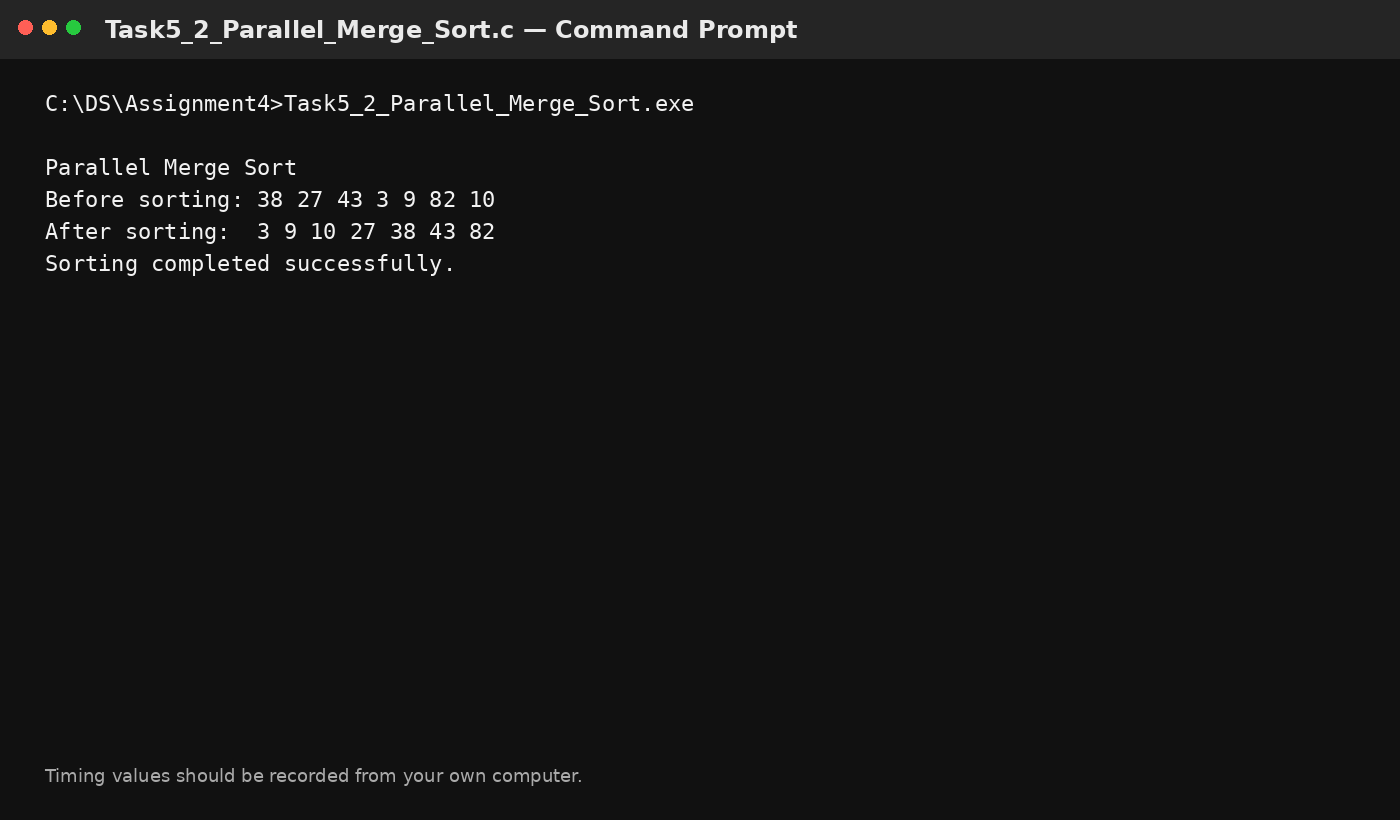 Task5_2_Parallel_Merge_Sort.c — Command Prompt
C:\DS\Assignment4>Task5_2_Parallel_Merge_Sort.exe
Parallel Merge Sort
Before sorting: 38 27 43 3 9 82 10
After sorting:  3 9 10 27 38 43 82
Sorting completed successfully.
Timing values should be recorded from your own computer.